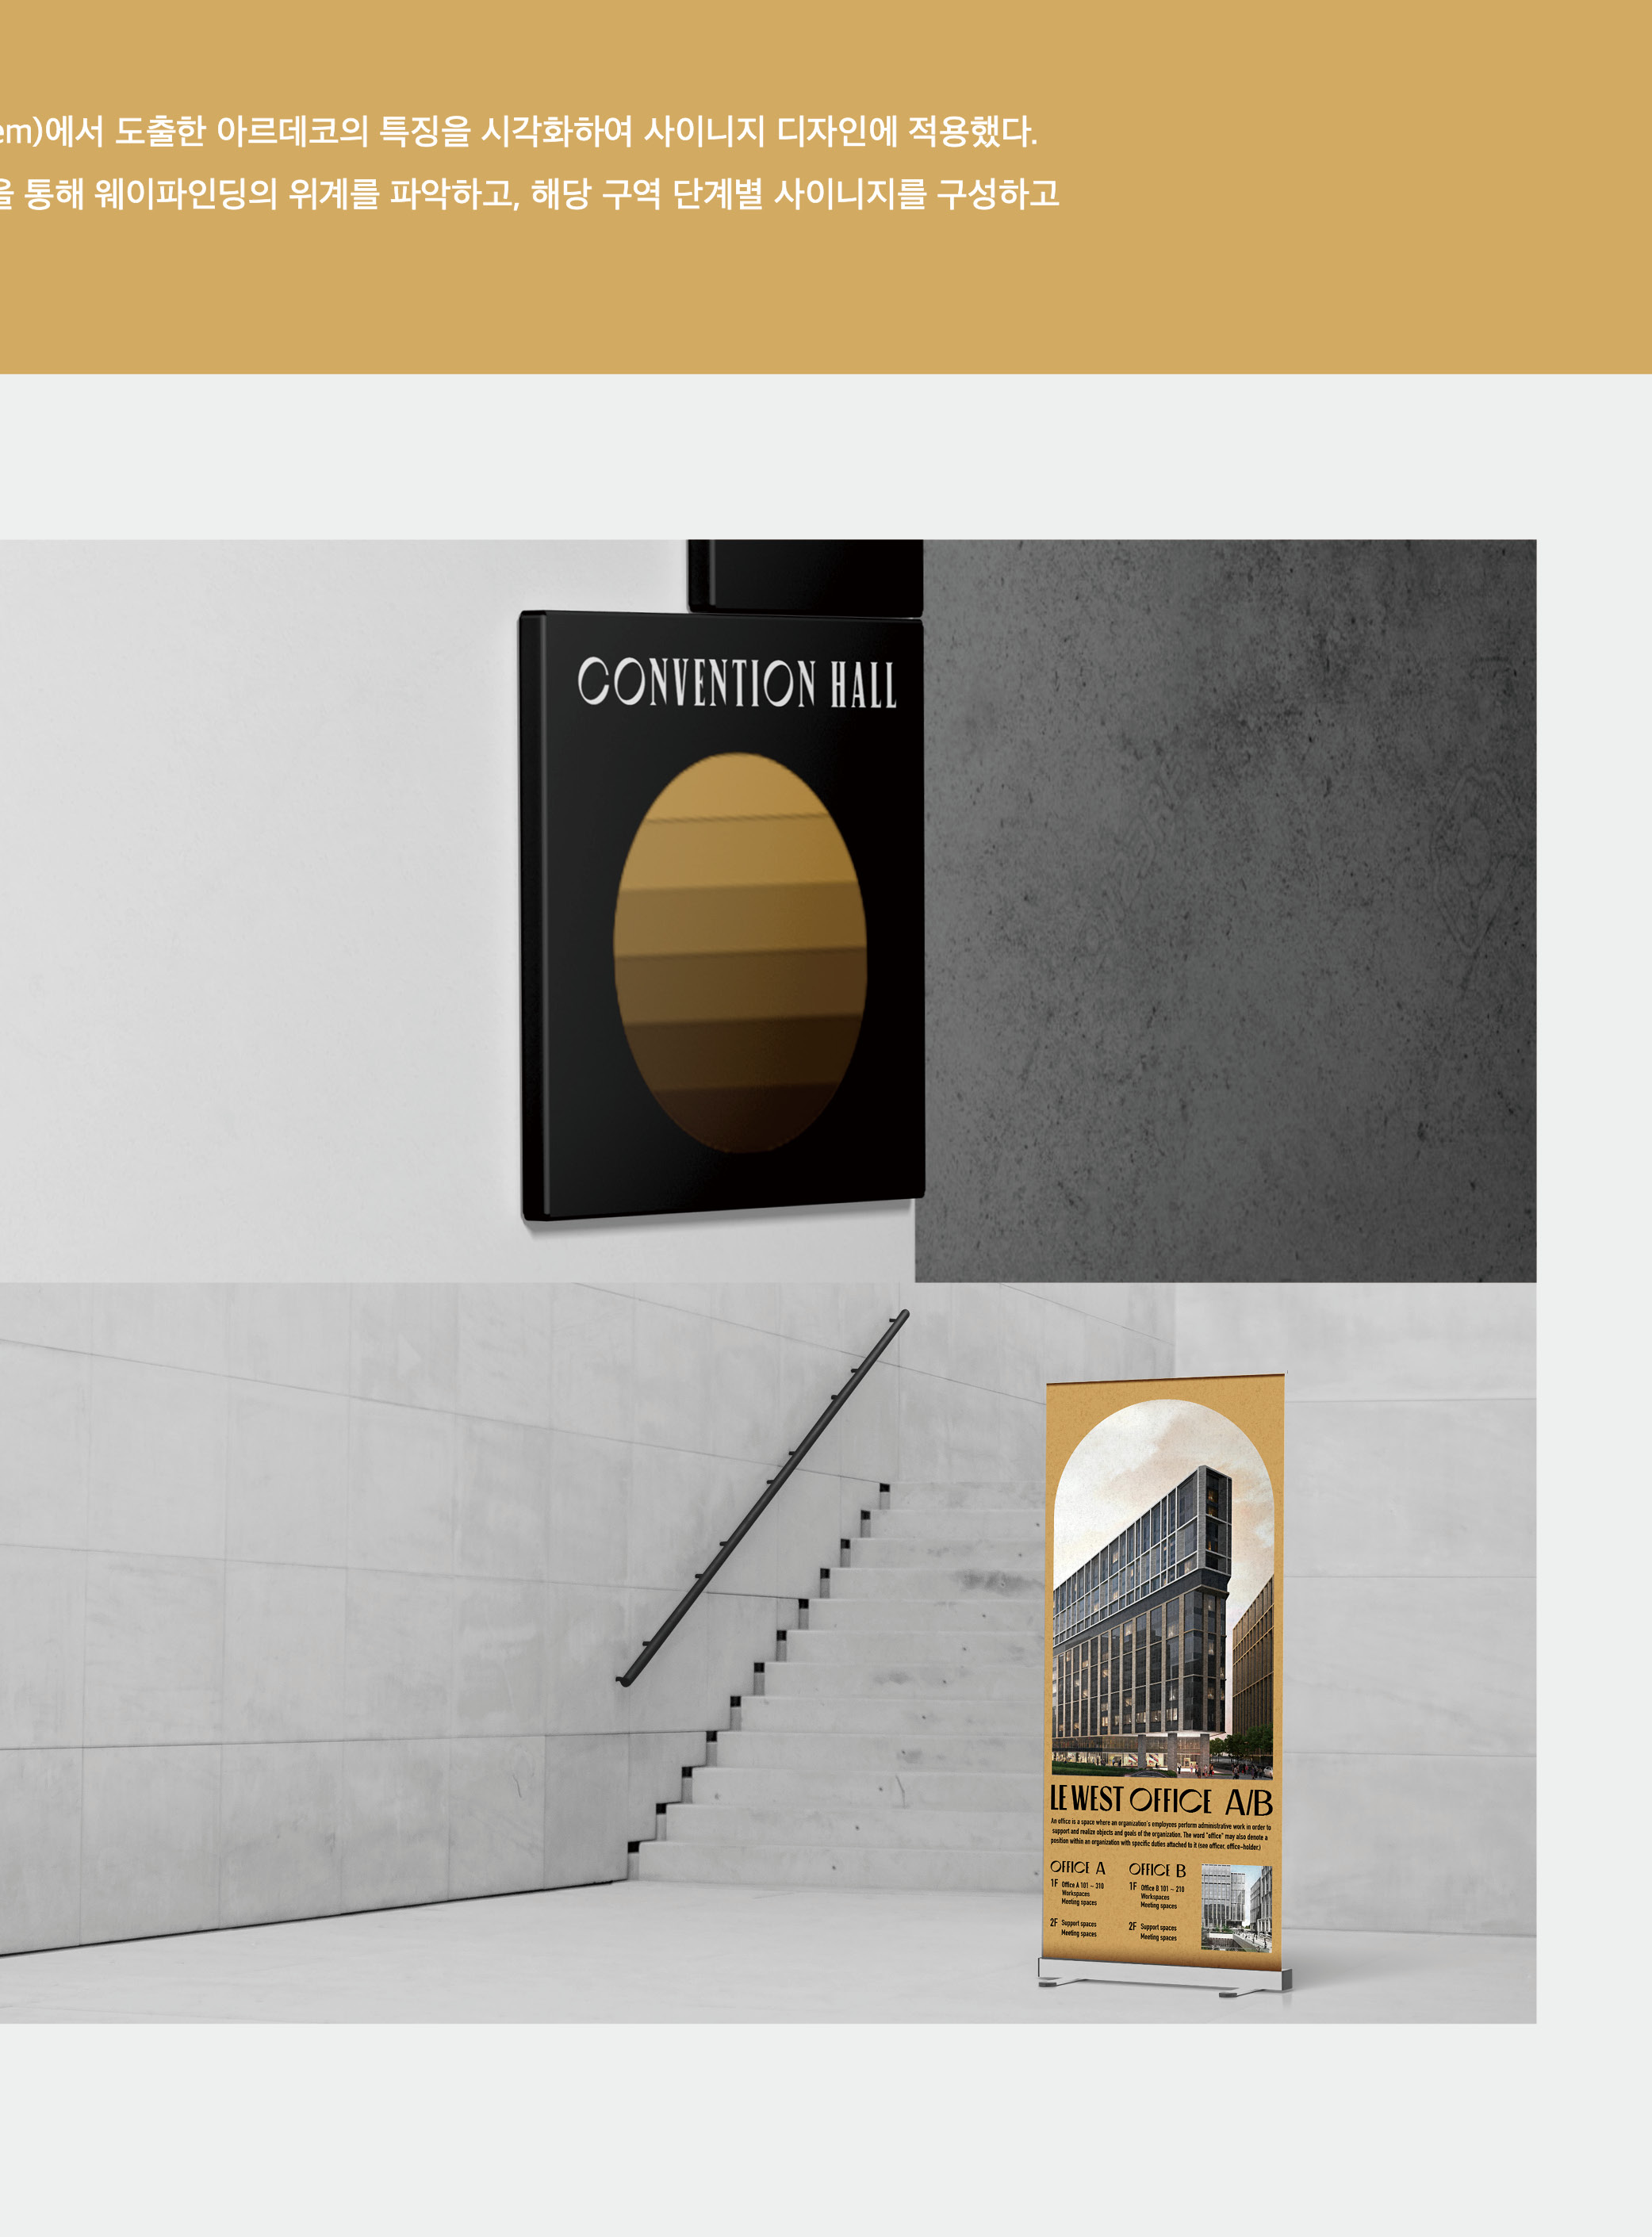 em)에서 도출한 아르데코의 특징을 시각화하여 사이니지 디자인에 적용했다.
을 통해 웨이파인딩의 위계를 파악하고, 해당 구역 단계별 사이니지를 구성하고
CONVENTION HALL
LE WEST OFFICE A/B
An office is a space where an organization's employees perform administrative work in order to
support and realize objects and goals of the organization. The word "office" may also denote a
position within an organization with specific duties attached to it (see officer, office-holder)
OFFICE A
1F Office A 101 – 310
Workspaces
Meeting spaces
2F Support spaces
Meeting spaces
OFFICE B
1F Office B 101 – 210
Workspaces
Meeting spaces
2F Support spaces
Meeting spaces